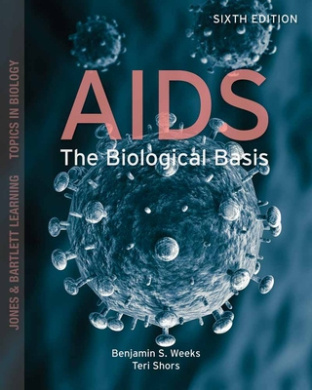 SIXTH EDITION
AIDS
The Biological Basis
JONES & BARTLETT LEARNING TOPICS IN BIOLOGY
Benjamin S. Weeks
Teri Shors